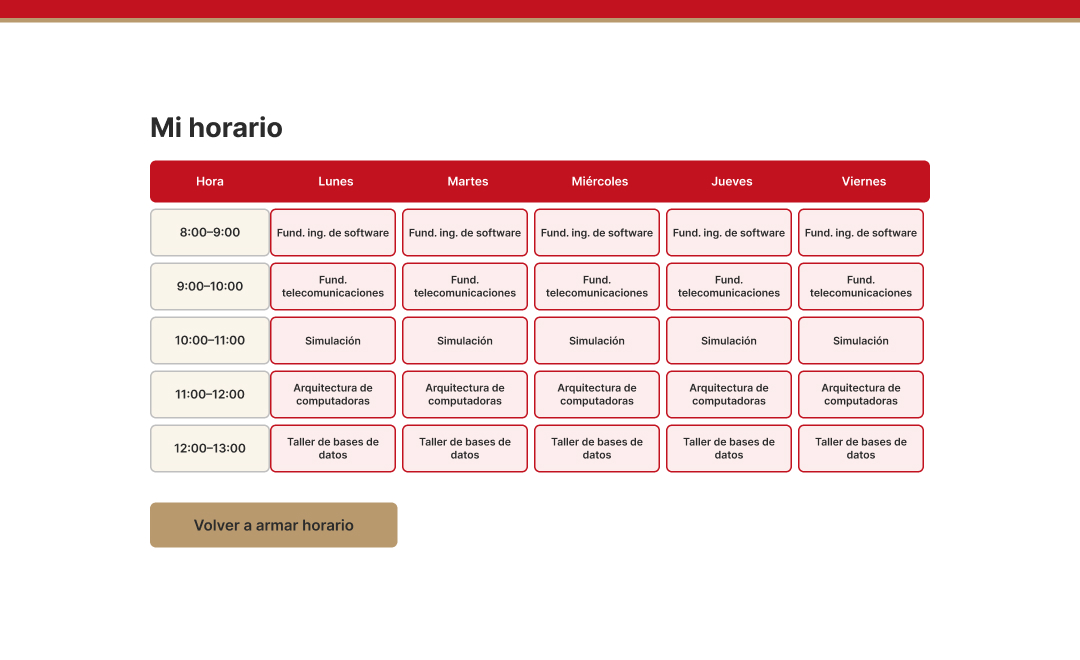 Mi horario
Hora Lunes Martes Miércoles Jueves Viernes
8:00–9:00 Fund. ing. de software Fund. ing. de software Fund. ing. de software Fund. ing. de software Fund. ing. de software
9:00–10:00 Fund. telecomunicaciones Fund. telecomunicaciones Fund. telecomunicaciones Fund. telecomunicaciones Fund. telecomunicaciones
10:00–11:00 Simulación Simulación Simulación Simulación Simulación
11:00–12:00 Arquitectura de computadoras Arquitectura de computadoras Arquitectura de computadoras Arquitectura de computadoras Arquitectura de computadoras
12:00–13:00 Taller de bases de datos Taller de bases de datos Taller de bases de datos Taller de bases de datos Taller de bases de datos
Volver a armar horario